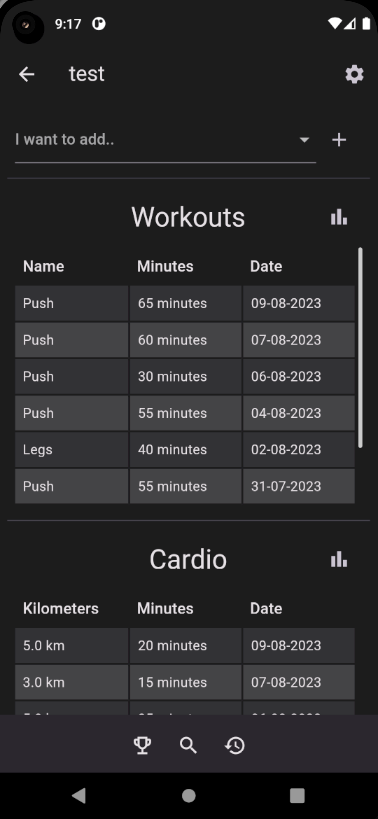 9:17
test
I want to add..
Workouts
Name Minutes Date
Push 65 minutes 09-08-2023
Push 60 minutes 07-08-2023
Push 30 minutes 06-08-2023
Push 55 minutes 04-08-2023
Legs 40 minutes 02-08-2023
Push 55 minutes 31-07-2023
Cardio
Kilometers Minutes Date
5.0 km 20 minutes 09-08-2023
3.0 km 15 minutes 07-08-2023